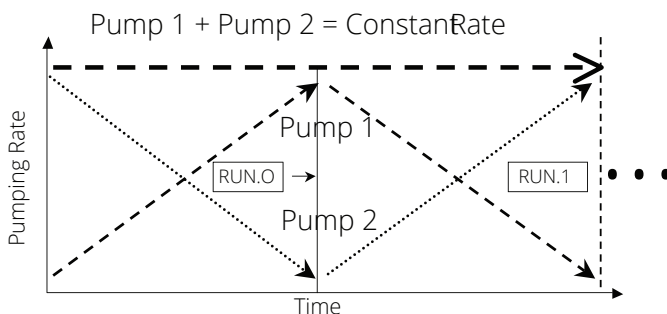 Pump 1 + Pump 2 = Constant Rate
Pumping Rate
Pump 1
RUN.O
RUN.1
Pump 2
Time